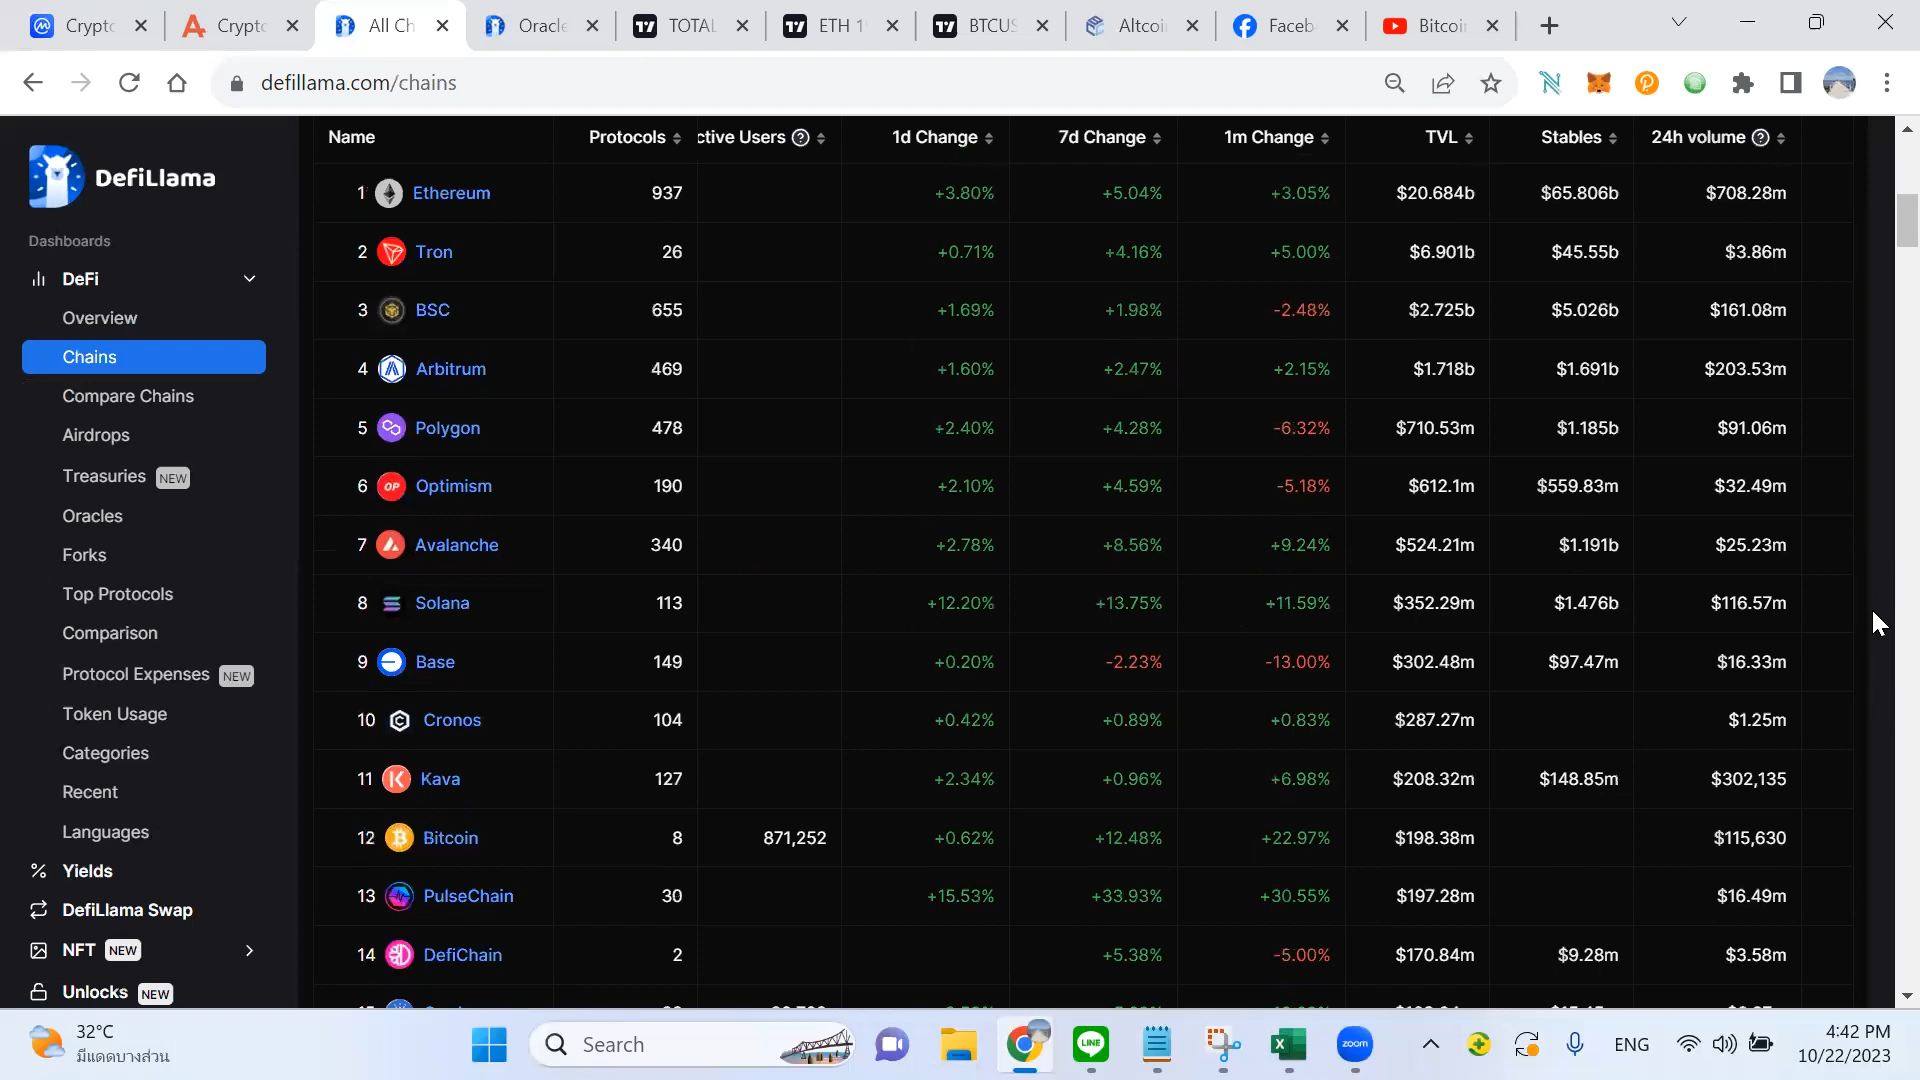 Crypto
Crypto
All Ch
Oracle
TOTAL
ETH 1
BTCUS
Altcoin
Faceb
Bitcoin
defillama.com/chains
DefiLlama
Dashboards
DeFi
Overview
Chains
Compare Chains
Airdrops
Treasuries NEW
Oracles
Forks
Top Protocols
Comparison
Protocol Expenses NEW
Token Usage
Categories
Recent
Languages
Yields
DefiLlama Swap
NFT NEW
Unlocks NEW
Name Protocols ctive Users 1d Change 7d Change 1m Change TVL Stables 24h volume
1 Ethereum 937 +3.80% +5.04% +3.05% $20.684b $65.806b $708.28m
2 Tron 26 +0.71% +4.16% +5.00% $6.901b $45.55b $3.86m
3 BSC 655 +1.69% +1.98% -2.48% $2.725b $5.026b $161.08m
4 Arbitrum 469 +1.60% +2.47% +2.15% $1.718b $1.691b $203.53m
5 Polygon 478 +2.40% +4.28% -6.32% $710.53m $1.185b $91.06m
6 OP Optimism 190 +2.10% +4.59% -5.18% $612.1m $559.83m $32.49m
7 Avalanche 340 +2.78% +8.56% +9.24% $524.21m $1.191b $25.23m
8 Solana 113 +12.20% +13.75% +11.59% $352.29m $1.476b $116.57m
9 Base 149 +0.20% -2.23% -13.00% $302.48m $97.47m $16.33m
10 Cronos 104 +0.42% +0.89% +0.83% $287.27m $1.25m
11 Kava 127 +2.34% +0.96% +6.98% $208.32m $148.85m $302,135
12 Bitcoin 8 871,252 +0.62% +12.48% +22.97% $198.38m $115,630
13 PulseChain 30 +15.53% +33.93% +30.55% $197.28m $16.49m
14 DefiChain 2 +5.38% -5.00% $170.84m $9.28m $3.58m
32°C
มีแดดบางส่วน
Search
LINE
zoom
ENG
4:42 PM
10/22/2023